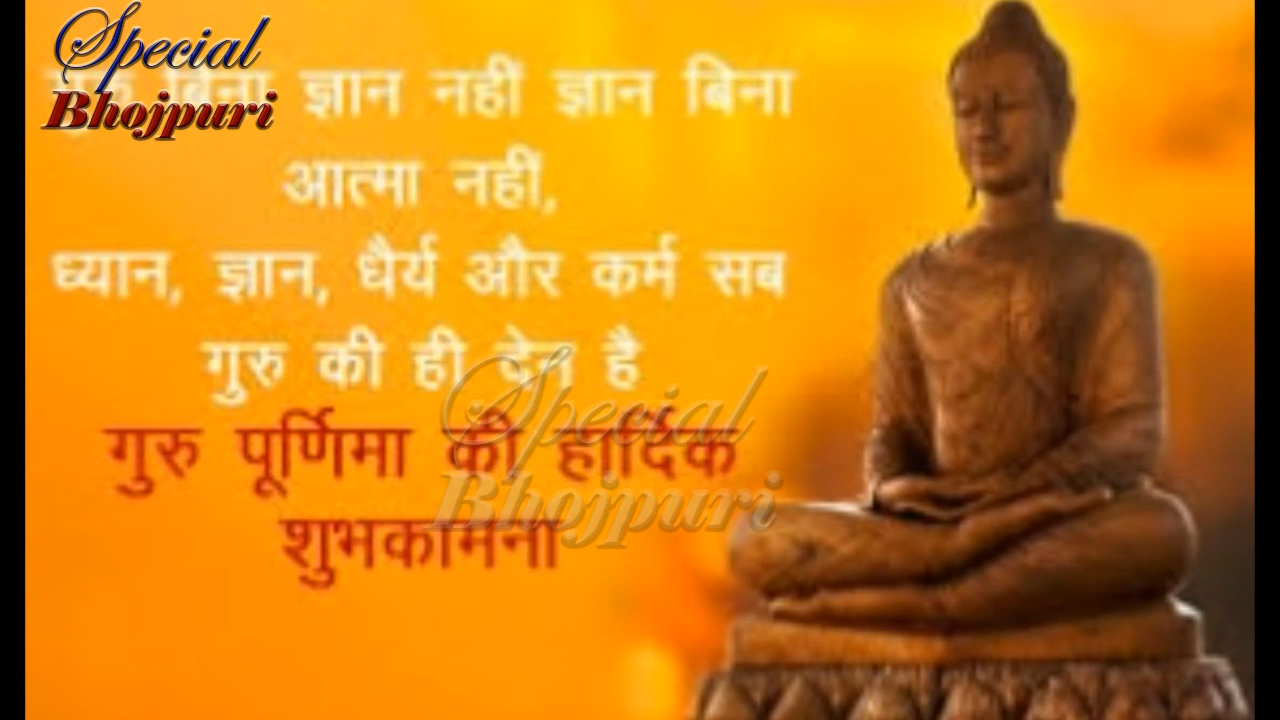 Special
Bhojpuri
बिना ज्ञान नहीं ज्ञान बिना
आत्मा नहीं,
ध्यान, ज्ञान, धैर्य और कर्म सब
गुरु की ही देन है
गुरु पूर्णिमा की हार्दिक
शुभकामना
Special
Bhojpuri